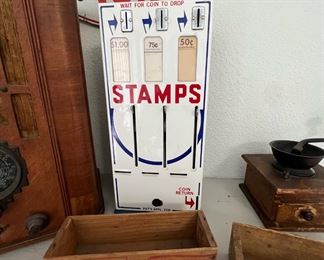 WAIT FOR COIN TO DROP
$1.00 75¢ 50¢
STAMPS
COIN
RETURN